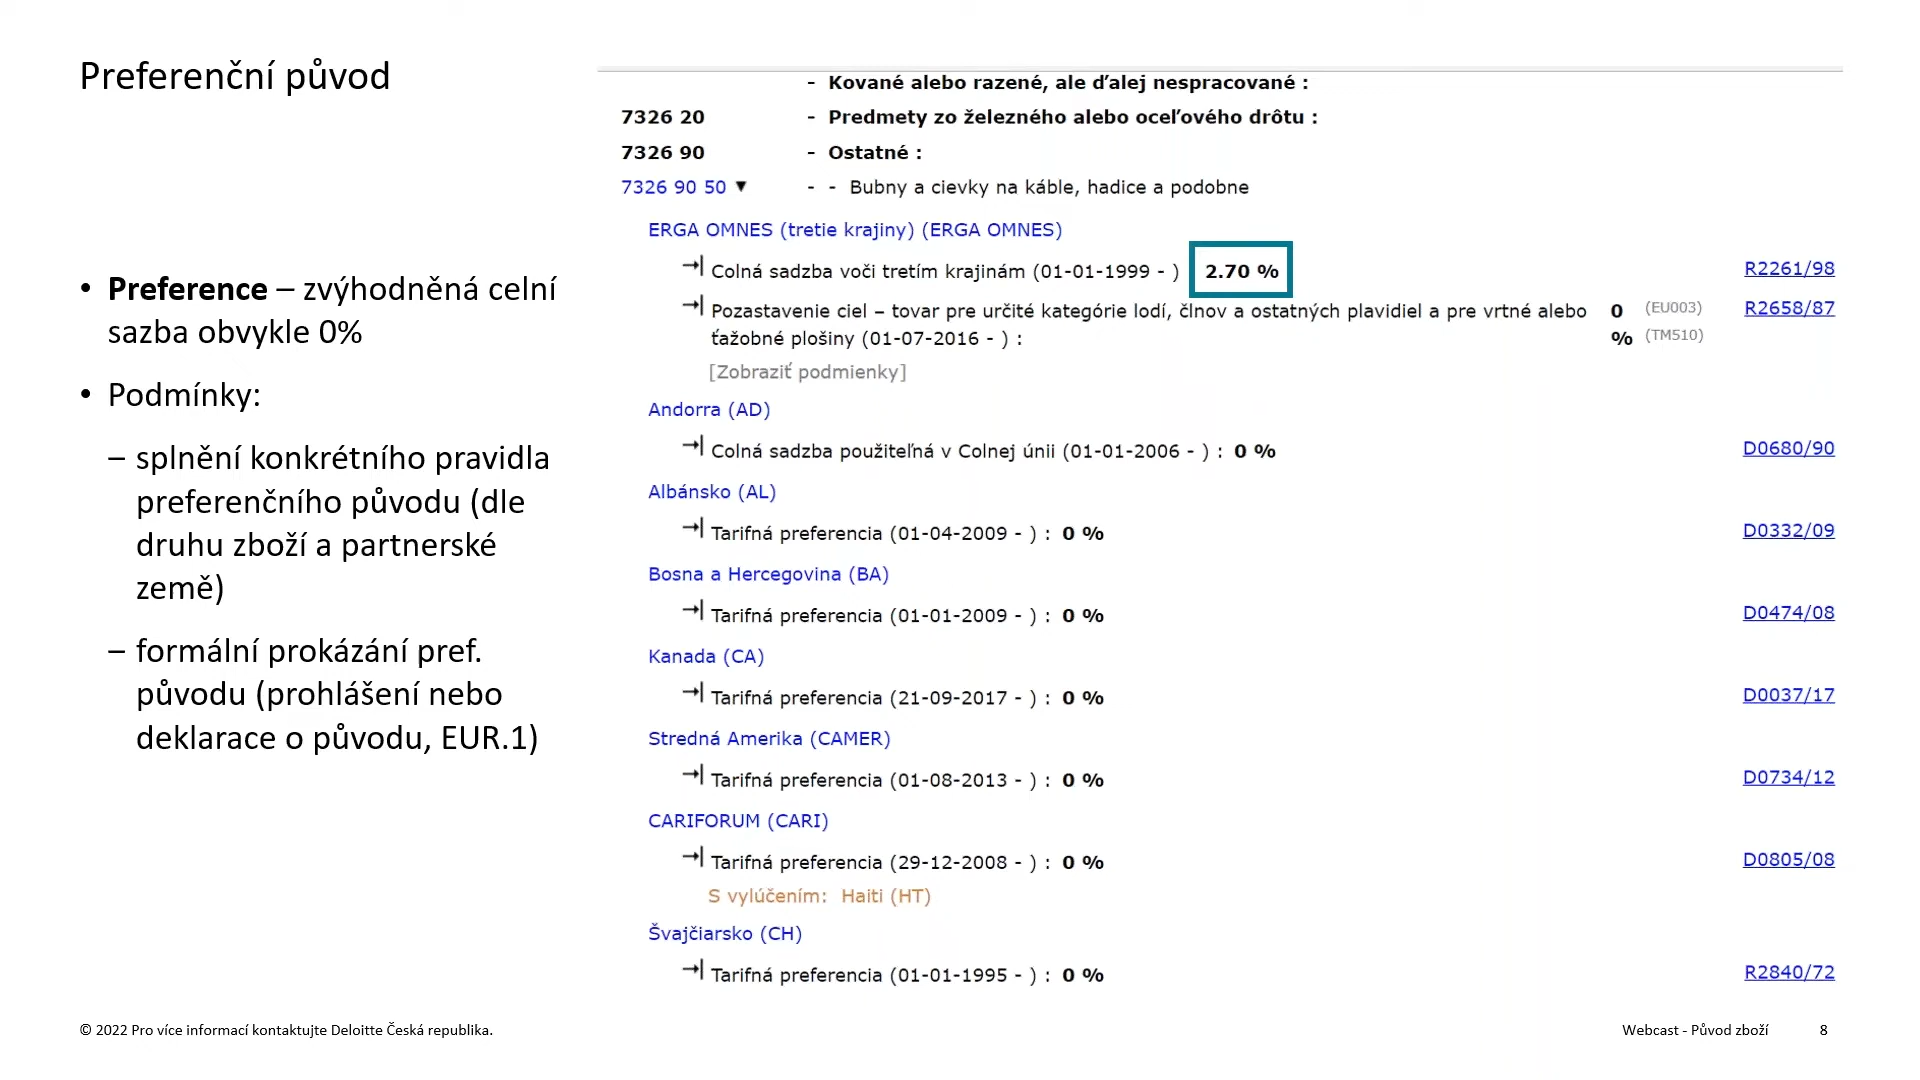 Preferenční původ
• Preference – zvýhodněná celní
sazba obvykle 0%
• Podmínky:
– splnění konkrétního pravidla
preferenčního původu (dle
druhu zboží a partnerské
země)
– formální prokázání pref.
původu (prohlášení nebo
deklarace o původu, EUR.1)
- Kované alebo razené, ale ďalej nespracované :
7326 20 - Predmety zo železného alebo oceľového drôtu :
7326 90 - Ostatné :
7326 90 50 ▼ - - Bubny a cievky na káble, hadice a podobne
ERGA OMNES (tretie krajiny) (ERGA OMNES)
Colná sadzba voči tretím krajinám (01-01-1999 - ) 2.70 % R2261/98
Pozastavenie ciel – tovar pre určité kategórie lodí, člnov a ostatných plavidiel a pre vrtné alebo 0 (EU003) R2658/87
ťažobné plošiny (01-07-2016 - ) : % (TM510)
[Zobraziť podmienky]
Andorra (AD)
Colná sadzba použiteľná v Colnej únii (01-01-2006 - ) : 0 % D0680/90
Albánsko (AL)
Tarifná preferencia (01-04-2009 - ) : 0 % D0332/09
Bosna a Hercegovina (BA)
Tarifná preferencia (01-01-2009 - ) : 0 % D0474/08
Kanada (CA)
Tarifná preferencia (21-09-2017 - ) : 0 % D0037/17
Stredná Amerika (CAMER)
Tarifná preferencia (01-08-2013 - ) : 0 % D0734/12
CARIFORUM (CARI)
Tarifná preferencia (29-12-2008 - ) : 0 % D0805/08
S vylúčením: Haiti (HT)
Švajčiarsko (CH)
Tarifná preferencia (01-01-1995 - ) : 0 % R2840/72
© 2022 Pro více informací kontaktujte Deloitte Česká republika.
Webcast - Původ zboží 8